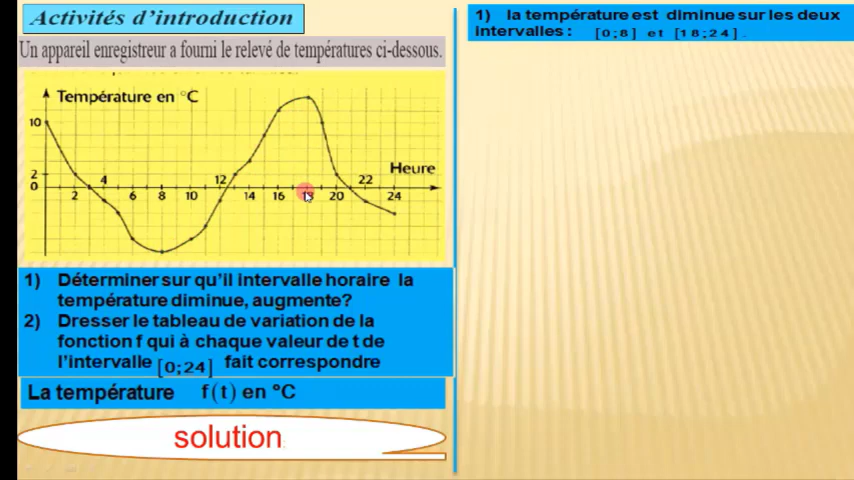 Activités d'introduction
Un appareil enregistreur a fourni le relevé de températures ci-dessous.
Température en °C
10
Heure
4
12
22
2
0
2
6
8
10
14
16
18
20
24
1) Déterminer sur qu'il intervalle horaire la
température diminue, augmente?
2) Dresser le tableau de variation de la
fonction f qui à chaque valeur de t de
l'intervalle [0;24] fait correspondre
La température f(t) en °C
solution
1) la température est diminue sur les deux
intervalles : [0;8] et [18;24].